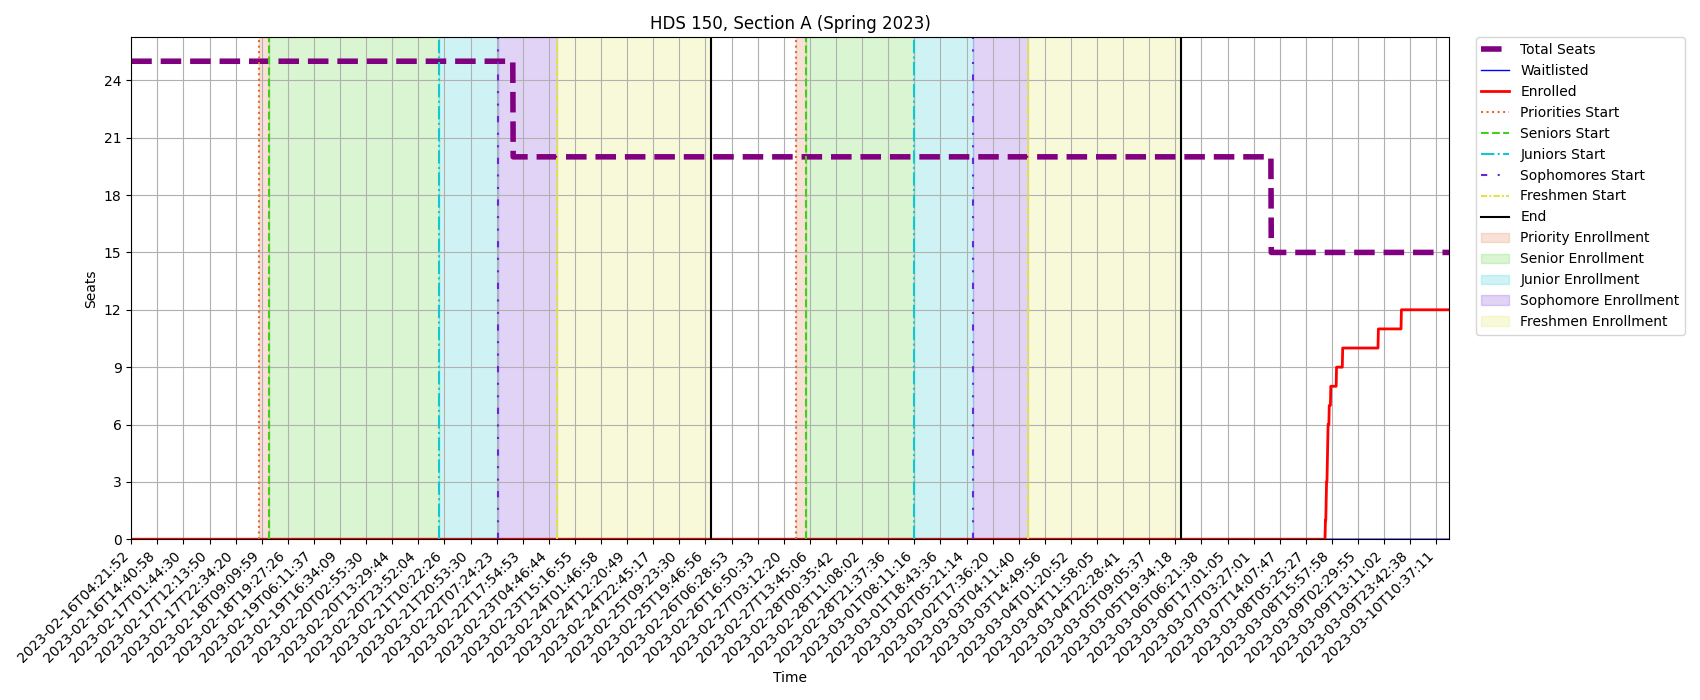 HDS 150, Section A (Spring 2023)
Total Seats
Waitlisted
Enrolled
Priorities Start
Seniors Start
Juniors Start
Sophomores Start
Freshmen Start
End
Priority Enrollment
Senior Enrollment
Junior Enrollment
Sophomore Enrollment
Freshmen Enrollment
Seats
24
21
18
15
12
9
6
3
0
2023-02-16T04:21:52
2023-02-16T14:40:58
2023-02-17T01:44:30
2023-02-17T12:13:50
2023-02-17T22:34:20
2023-02-18T09:09:59
2023-02-18T19:27:26
2023-02-19T06:11:37
2023-02-19T16:34:09
2023-02-20T02:55:30
2023-02-20T13:29:44
2023-02-20T23:52:04
2023-02-21T10:22:26
2023-02-21T20:53:30
2023-02-22T07:24:23
2023-02-22T17:54:53
2023-02-23T04:46:44
2023-02-23T15:16:55
2023-02-24T01:46:58
2023-02-24T12:20:49
2023-02-24T22:45:17
2023-02-25T09:23:30
2023-02-25T19:46:56
2023-02-26T06:28:53
2023-02-26T16:50:33
2023-02-27T03:12:20
2023-02-27T13:45:06
2023-02-28T00:35:42
2023-02-28T11:08:02
2023-02-28T21:37:36
2023-03-01T08:11:16
2023-03-01T18:43:36
2023-03-02T05:21:14
2023-03-02T17:36:20
2023-03-03T04:11:40
2023-03-03T14:49:56
2023-03-04T01:20:52
2023-03-04T11:58:05
2023-03-04T22:28:41
2023-03-05T09:05:37
2023-03-05T19:34:18
2023-03-06T06:21:38
2023-03-06T17:01:05
2023-03-07T03:27:01
2023-03-07T14:07:47
2023-03-08T05:25:27
2023-03-08T15:57:58
2023-03-09T02:29:55
2023-03-09T13:11:02
2023-03-09T23:42:38
2023-03-10T10:37:11
Time